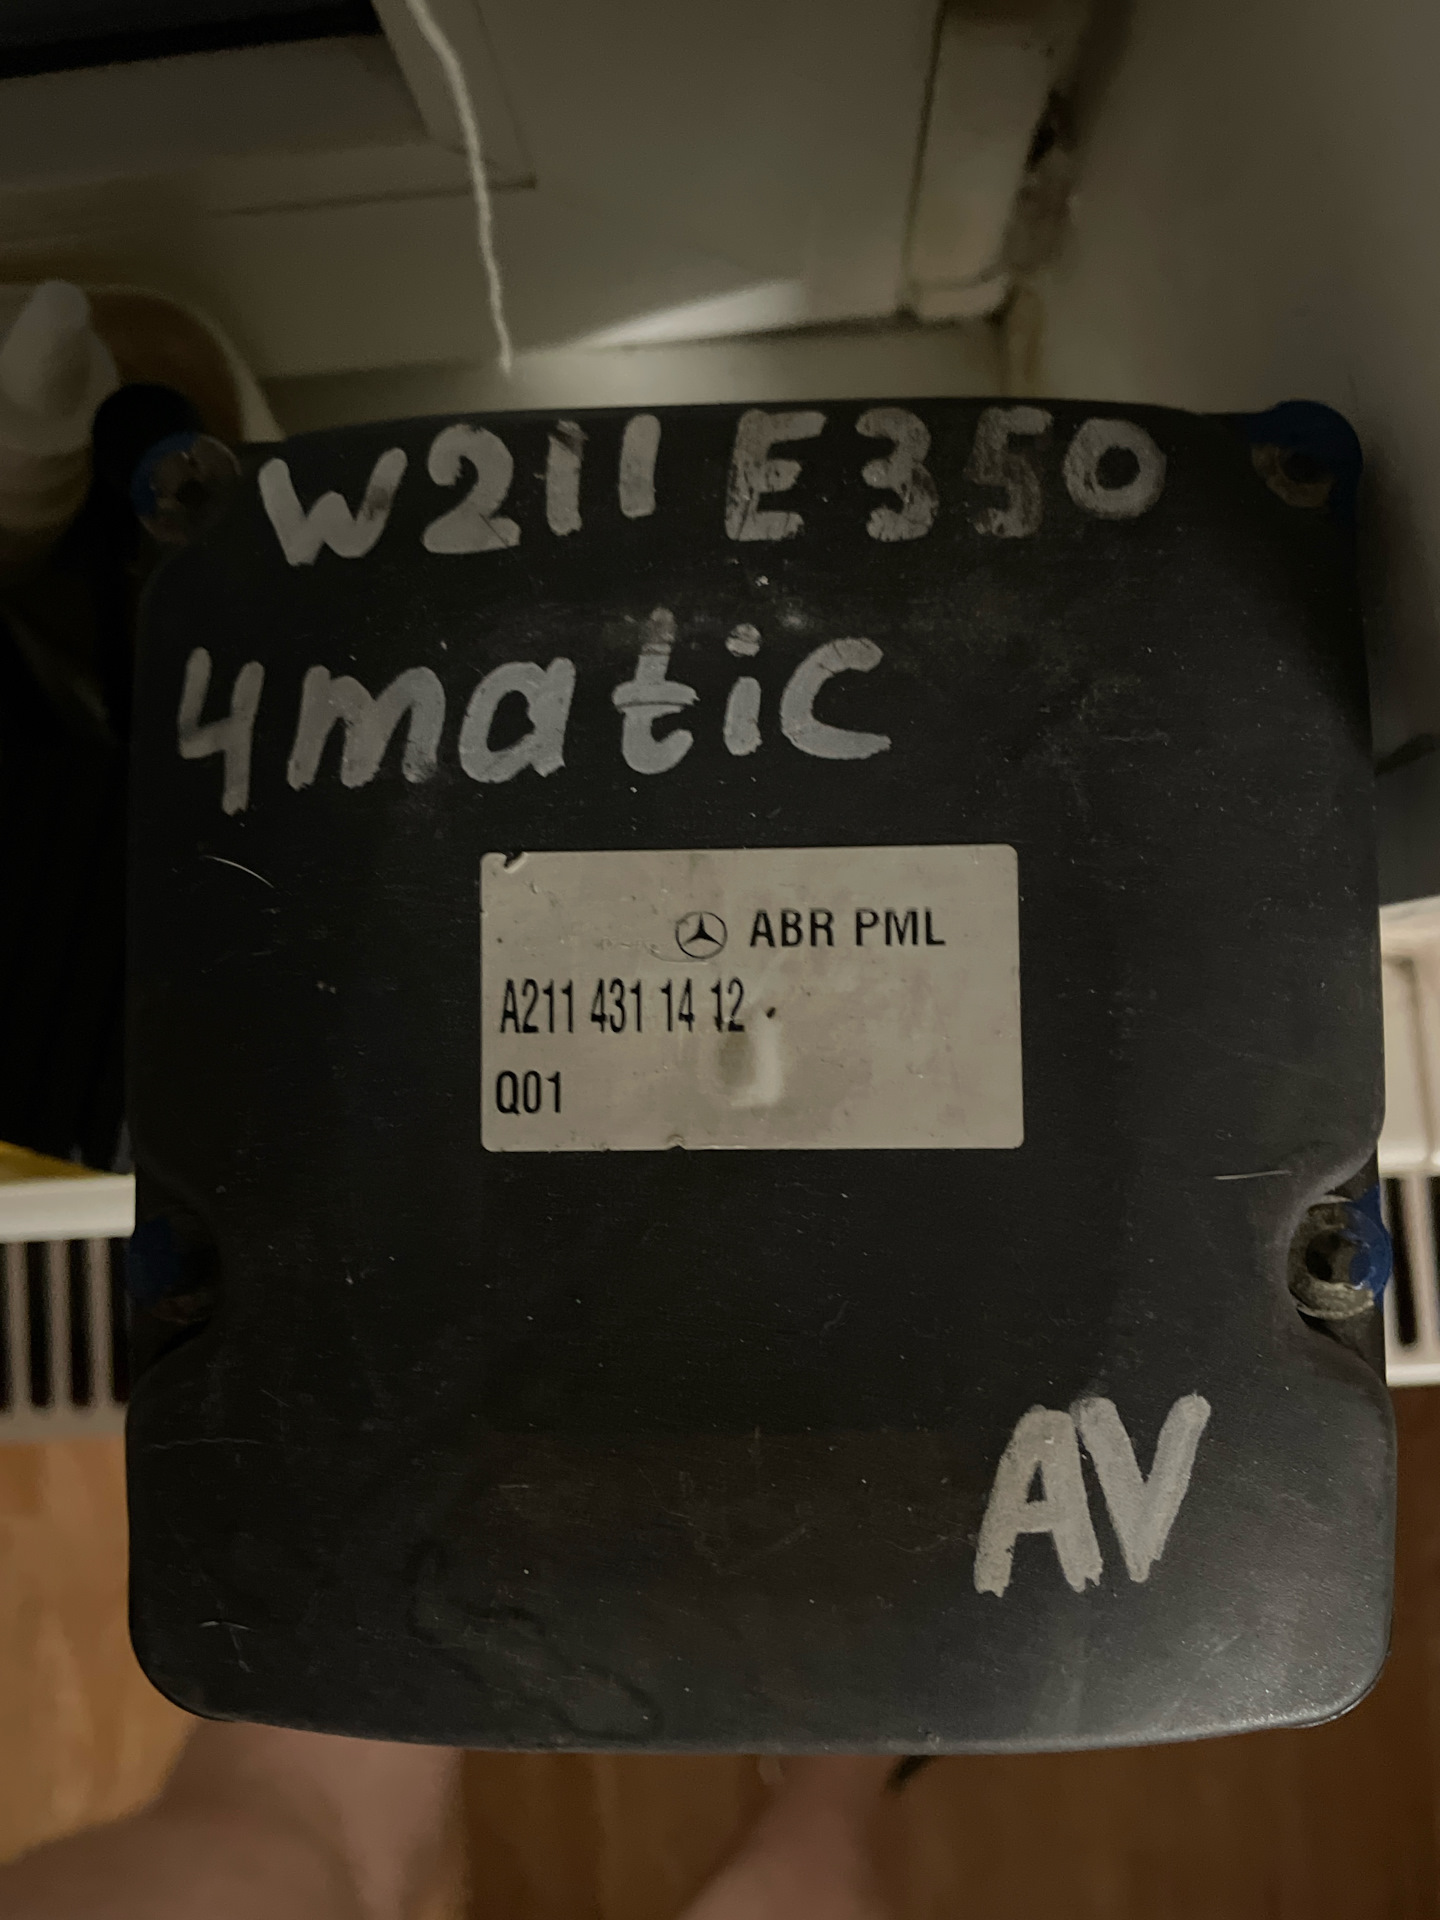 W211 E350
4matic
ABR PML
A211 431 14 12
Q01
AV